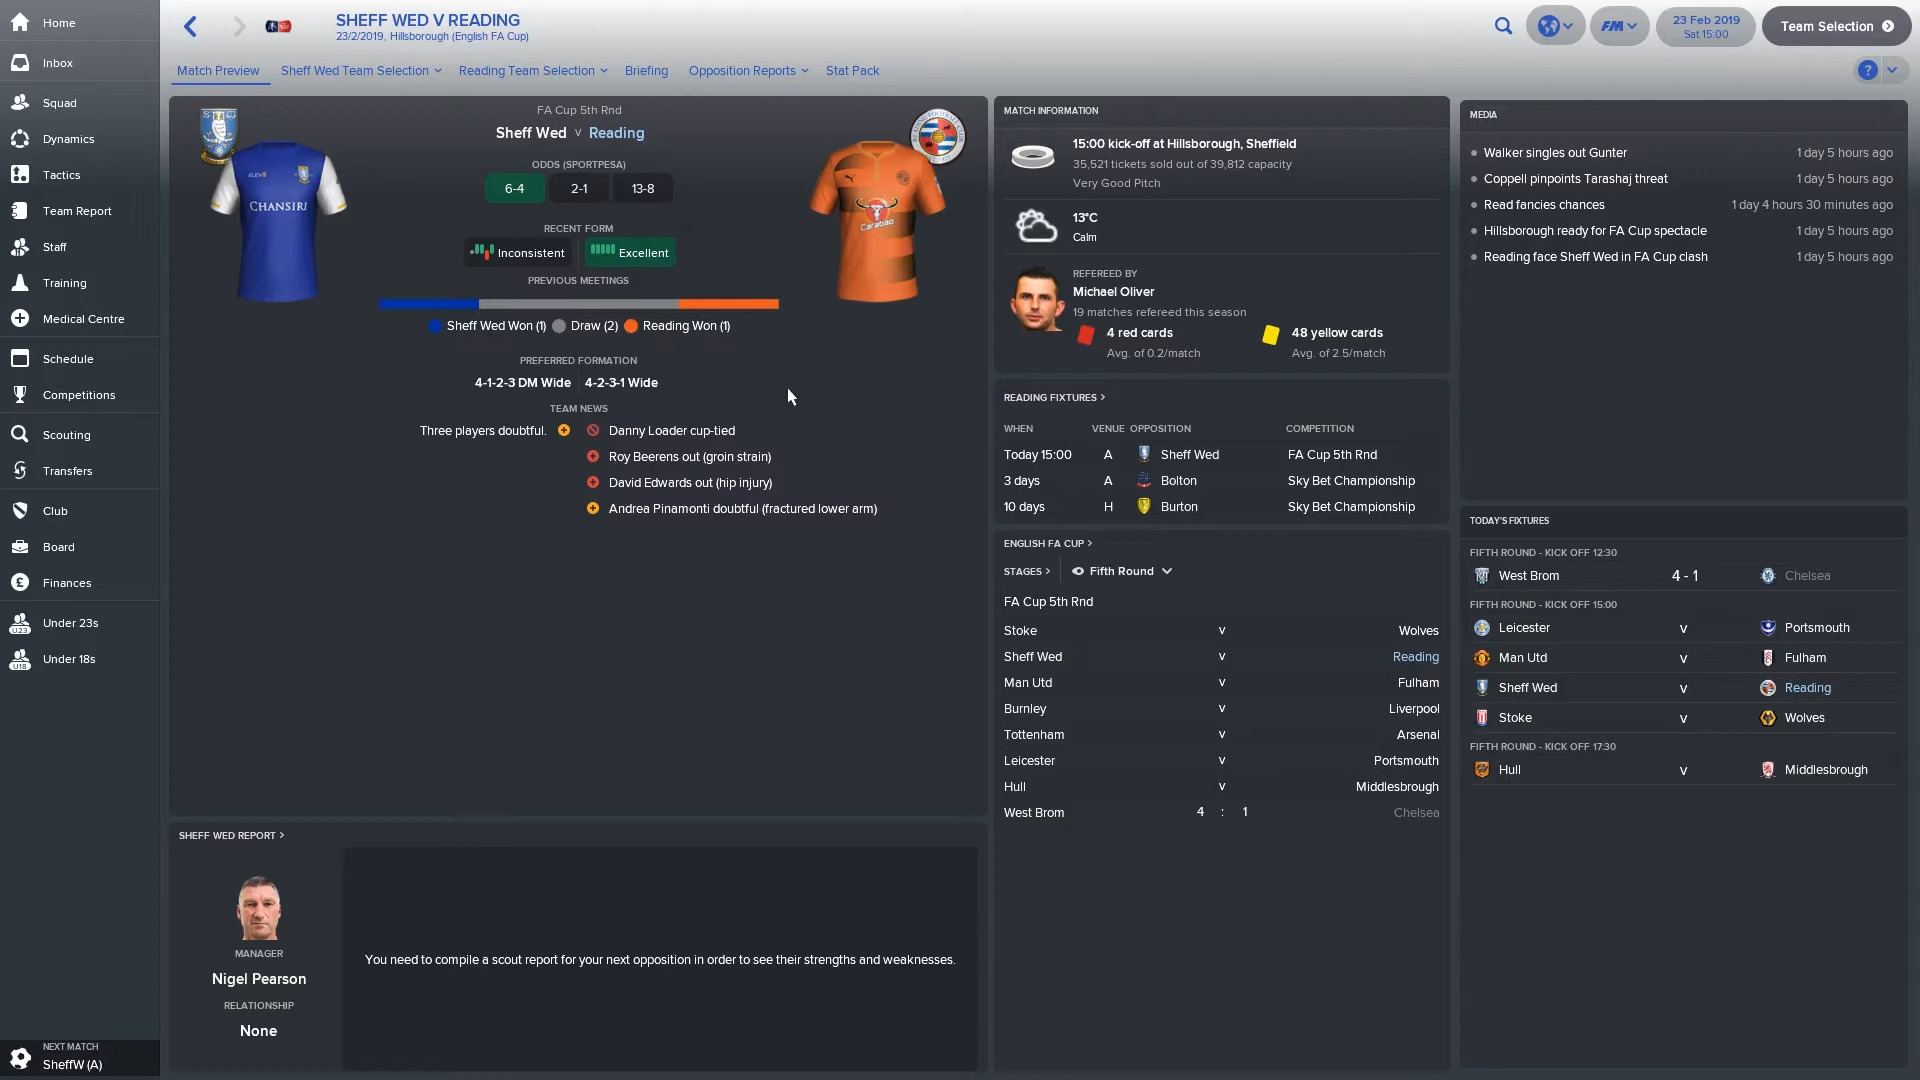 Home
Inbox
Squad
Dynamics
Tactics
Team Report
Staff
Training
Medical Centre
Schedule
Competitions
Scouting
Transfers
Club
Board
Finances
U23
Under 23s
U18
Under 18s
NEXT MATCH
SheffW (A)
SHEFF WED V READING
23/2/2019, Hillsborough (English FA Cup)
FM
23 Feb 2019
Sat 15:00
Team Selection
Match Preview
Sheff Wed Team Selection
Reading Team Selection
Briefing
Opposition Reports
Stat Pack
?
FA Cup 5th Rnd
Sheff Wed v Reading
ODDS (SPORTPESA)
6-4 2-1 13-8
RECENT FORM
Inconsistent Excellent
PREVIOUS MEETINGS
Sheff Wed Won (1) Draw (2) Reading Won (1)
PREFERRED FORMATION
4-1-2-3 DM Wide 4-2-3-1 Wide
TEAM NEWS
Three players doubtful.
Danny Loader cup-tied
Roy Beerens out (groin strain)
David Edwards out (hip injury)
Andrea Pinamonti doubtful (fractured lower arm)
ELEV8
CHANSIRI
Carabao
SHEFF WED REPORT >
MANAGER
Nigel Pearson
RELATIONSHIP
None
You need to compile a scout report for your next opposition in order to see their strengths and weaknesses.
MATCH INFORMATION
15:00 kick-off at Hillsborough, Sheffield
35,521 tickets sold out of 39,812 capacity
Very Good Pitch
13°C
Calm
REFEREED BY
Michael Oliver
19 matches refereed this season
4 red cards 48 yellow cards
Avg. of 0.2/match Avg. of 2.5/match
READING FIXTURES >
WHEN VENUE OPPOSITION COMPETITION
Today 15:00 A Sheff Wed FA Cup 5th Rnd
3 days A Bolton Sky Bet Championship
10 days H Burton Sky Bet Championship
ENGLISH FA CUP >
STAGES > Fifth Round
FA Cup 5th Rnd
Stoke v Wolves
Sheff Wed v Reading
Man Utd v Fulham
Burnley v Liverpool
Tottenham v Arsenal
Leicester v Portsmouth
Hull v Middlesbrough
West Brom 4 : 1 Chelsea
MEDIA
Walker singles out Gunter 1 day 5 hours ago
Coppell pinpoints Tarashaj threat 1 day 5 hours ago
Read fancies chances 1 day 4 hours 30 minutes ago
Hillsborough ready for FA Cup spectacle 1 day 5 hours ago
Reading face Sheff Wed in FA Cup clash 1 day 5 hours ago
TODAY'S FIXTURES
FIFTH ROUND - KICK OFF 12:30
West Brom 4 - 1 Chelsea
FIFTH ROUND - KICK OFF 15:00
Leicester v Portsmouth
Man Utd v Fulham
Sheff Wed v Reading
Stoke v Wolves
FIFTH ROUND - KICK OFF 17:30
Hull v Middlesbrough